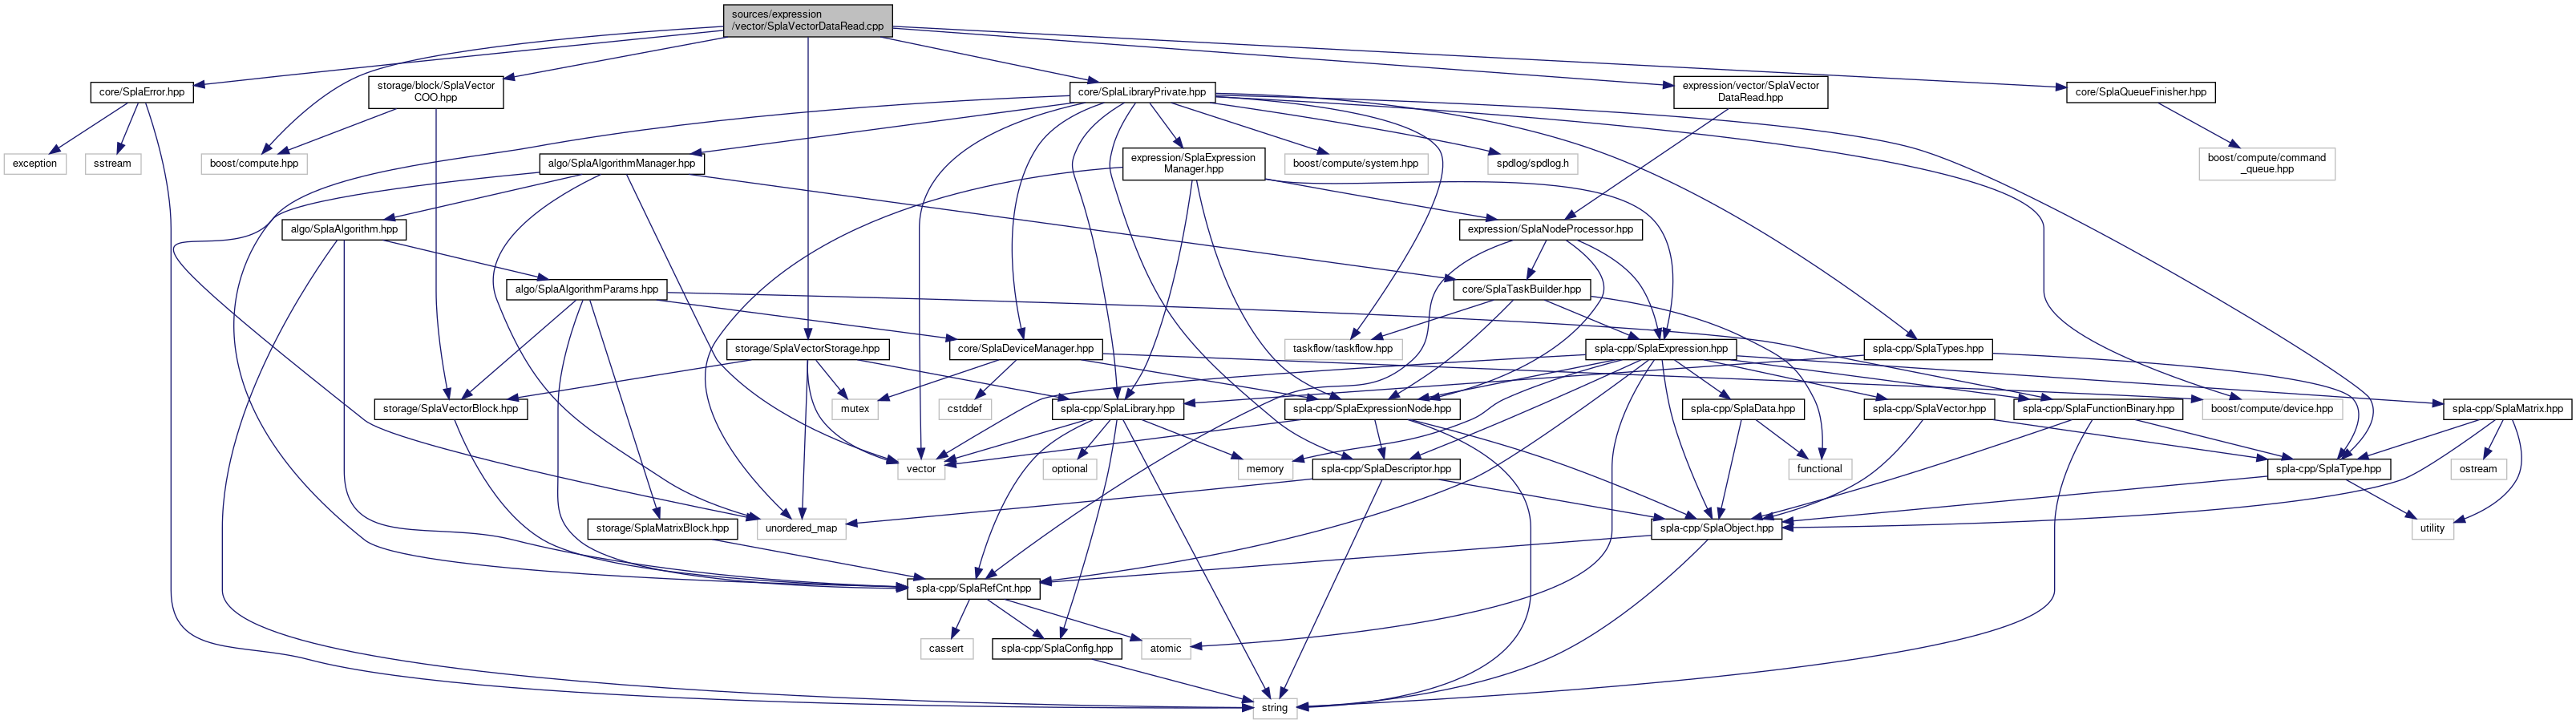 sources/expression
/vector/SplaVectorDataRead.cpp
core/SplaError.hpp
storage/block/SplaVector
COO.hpp
core/SplaLibraryPrivate.hpp
expression/vector/SplaVector
DataRead.hpp
core/SplaQueueFinisher.hpp
exception
sstream
boost/compute.hpp
algo/SplaAlgorithmManager.hpp
expression/SplaExpression
Manager.hpp
boost/compute/system.hpp
spdlog/spdlog.h
boost/compute/command
_queue.hpp
algo/SplaAlgorithm.hpp
expression/SplaNodeProcessor.hpp
algo/SplaAlgorithmParams.hpp
core/SplaTaskBuilder.hpp
storage/SplaVectorStorage.hpp
core/SplaDeviceManager.hpp
taskflow/taskflow.hpp
spla-cpp/SplaExpression.hpp
spla-cpp/SplaTypes.hpp
storage/SplaVectorBlock.hpp
mutex
cstddef
spla-cpp/SplaLibrary.hpp
spla-cpp/SplaExpressionNode.hpp
spla-cpp/SplaData.hpp
spla-cpp/SplaVector.hpp
spla-cpp/SplaFunctionBinary.hpp
boost/compute/device.hpp
spla-cpp/SplaMatrix.hpp
vector
optional
memory
spla-cpp/SplaDescriptor.hpp
functional
spla-cpp/SplaType.hpp
ostream
storage/SplaMatrixBlock.hpp
unordered_map
spla-cpp/SplaObject.hpp
utility
spla-cpp/SplaRefCnt.hpp
cassert
spla-cpp/SplaConfig.hpp
atomic
string